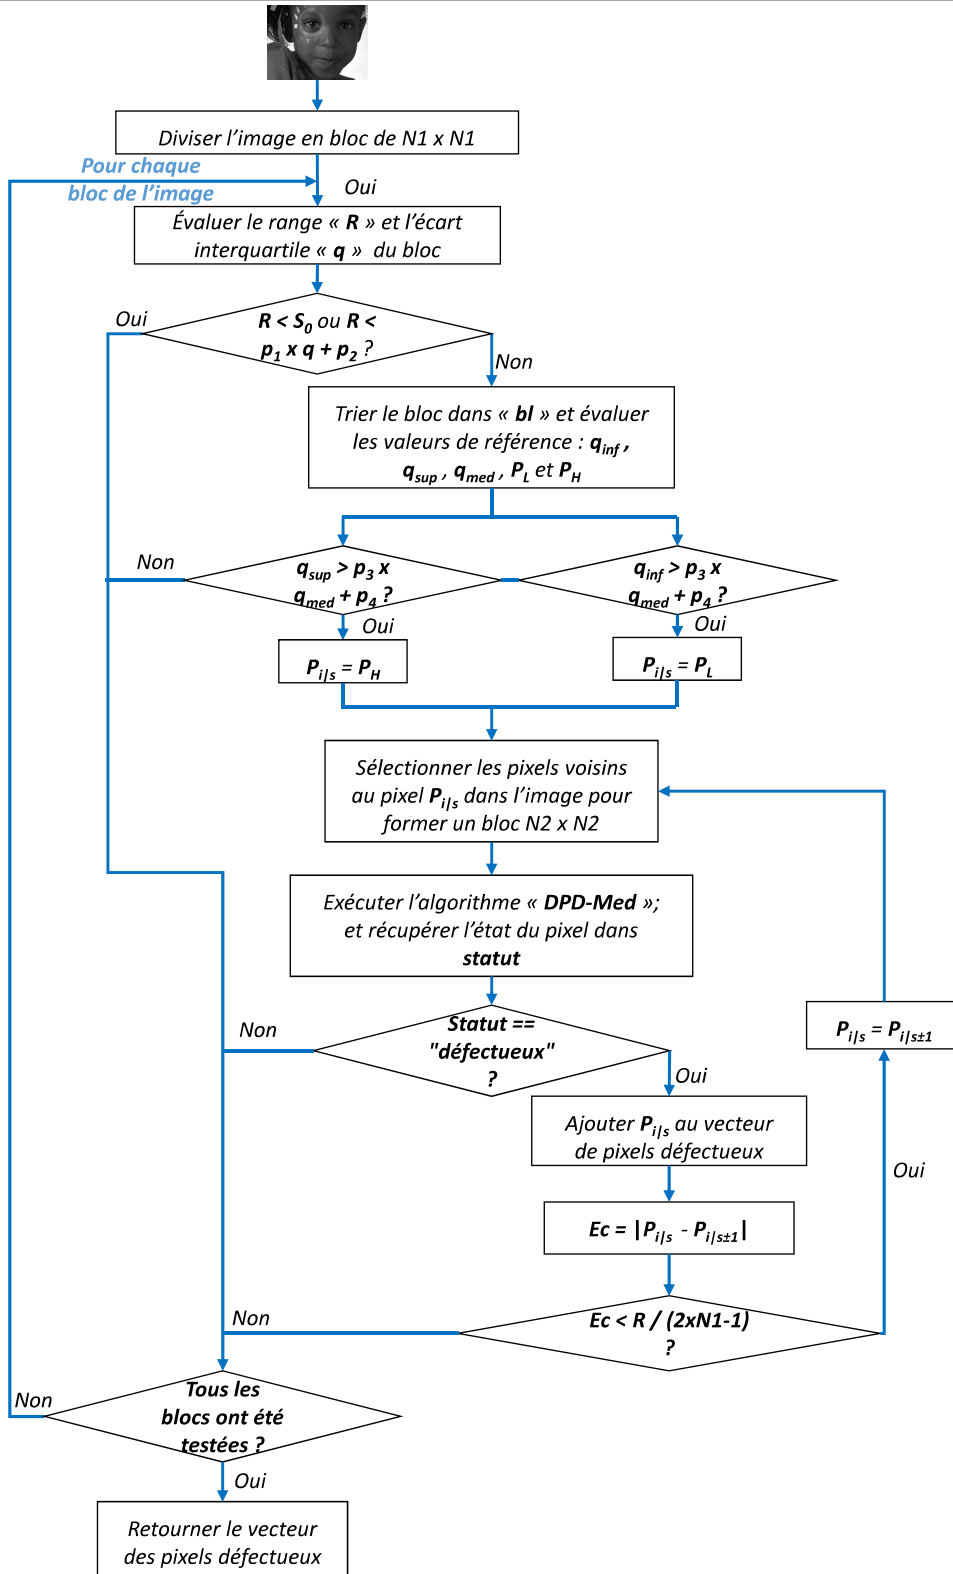 Diviser l’image en bloc de N1 x N1
Pour chaque
bloc de l’image
Oui
Évaluer le range « R » et l’écart
interquartile « q » du bloc
Oui
R < S0 ou R <
p1 x q + p2 ?
Non
Trier le bloc dans « bl » et évaluer
les valeurs de référence : qinf ,
qsup , qmed , PL et PH
Non
qsup > p3 x
qmed + p4 ?
qinf > p3 x
qmed + p4 ?
Oui
Oui
Pi|s = PH
Pi|s = PL
Sélectionner les pixels voisins
au pixel Pi|s dans l’image pour
former un bloc N2 x N2
Exécuter l’algorithme « DPD-Med »;
et récupérer l’état du pixel dans
statut
Non
Statut ==
"défectueux"
?
Pi|s = Pi|s±1
Oui
Ajouter Pi|s au vecteur
de pixels défectueux
Oui
Ec = |Pi|s - Pi|s±1|
Non
Ec < R / (2xN1-1)
?
Non
Tous les
blocs ont été
testées ?
Oui
Retourner le vecteur
des pixels défectueux